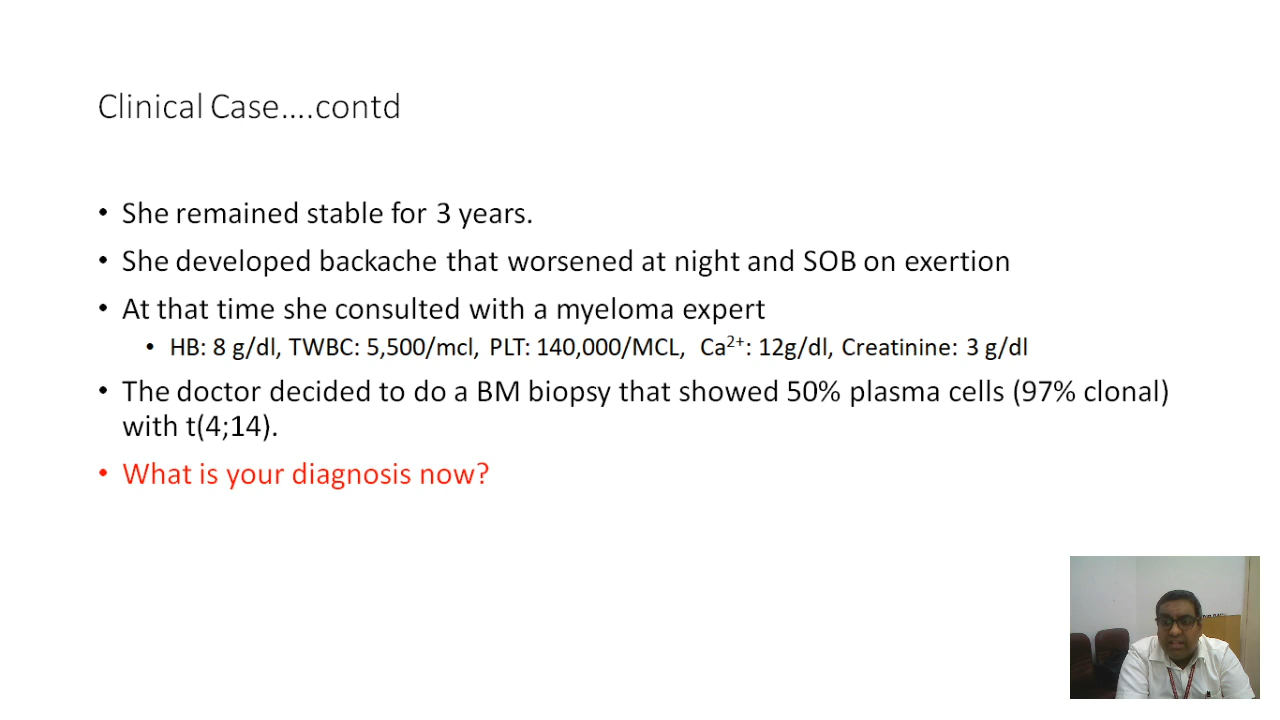 Clinical Case....contd
• She remained stable for 3 years.
• She developed backache that worsened at night and SOB on exertion
• At that time she consulted with a myeloma expert
• HB: 8 g/dl, TWBC: 5,500/mcl, PLT: 140,000/MCL, Ca²⁺: 12g/dl, Creatinine: 3 g/dl
• The doctor decided to do a BM biopsy that showed 50% plasma cells (97% clonal)
with t(4;14).
• What is your diagnosis now?